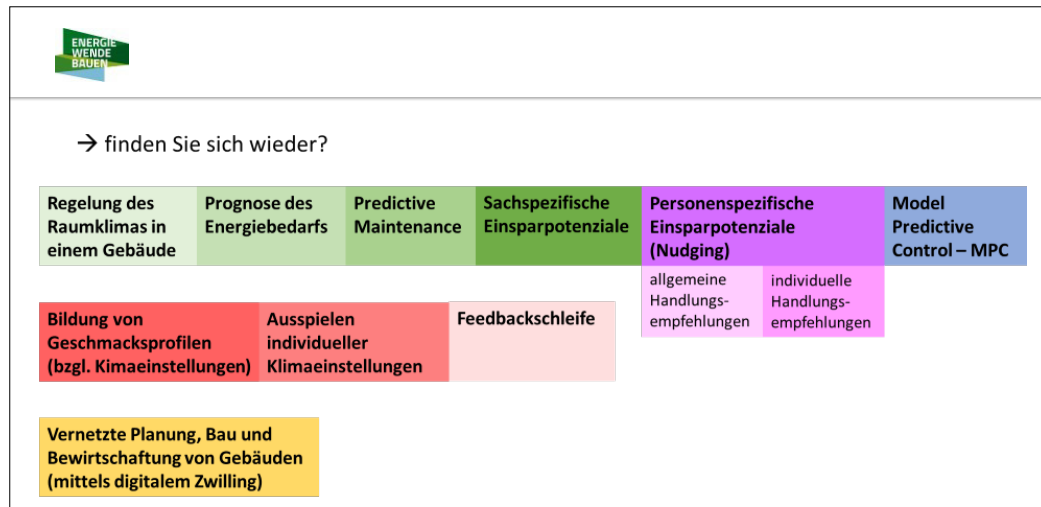 ENERGIE
WENDE
BAUEN
→ finden Sie sich wieder?
Regelung des
Raumklimas in
einem Gebäude
Prognose des
Energiebedarfs
Predictive
Maintenance
Sachspezifische
Einsparpotenziale
Personenspezifische
Einsparpotenziale
(Nudging)
Model
Predictive
Control – MPC
allgemeine
Handlungs-
empfehlungen
individuelle
Handlungs-
empfehlungen
Bildung von
Geschmacksprofilen
(bzgl. Kimaeinstellungen)
Ausspielen
individueller
Klimaeinstellungen
Feedbackschleife
Vernetzte Planung, Bau und
Bewirtschaftung von Gebäuden
(mittels digitalem Zwilling)